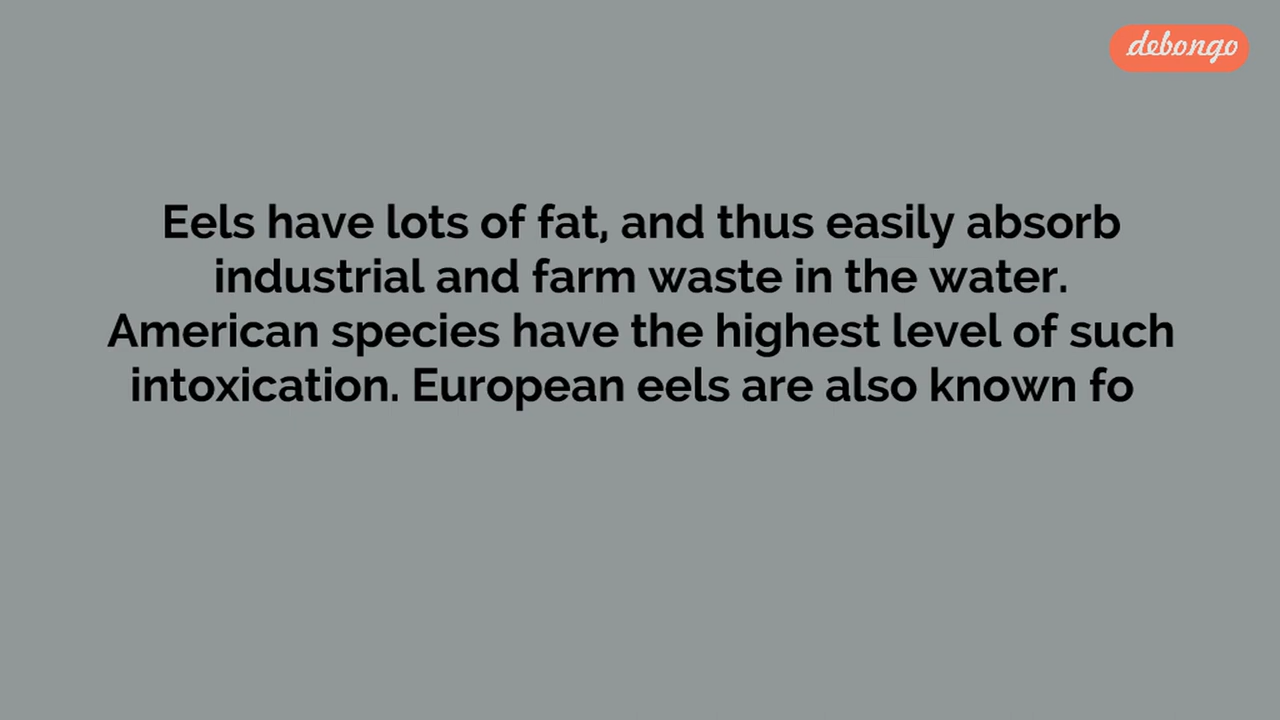 debongo
Eels have lots of fat, and thus easily absorb
industrial and farm waste in the water.
American species have the highest level of such
intoxication. European eels are also known fo